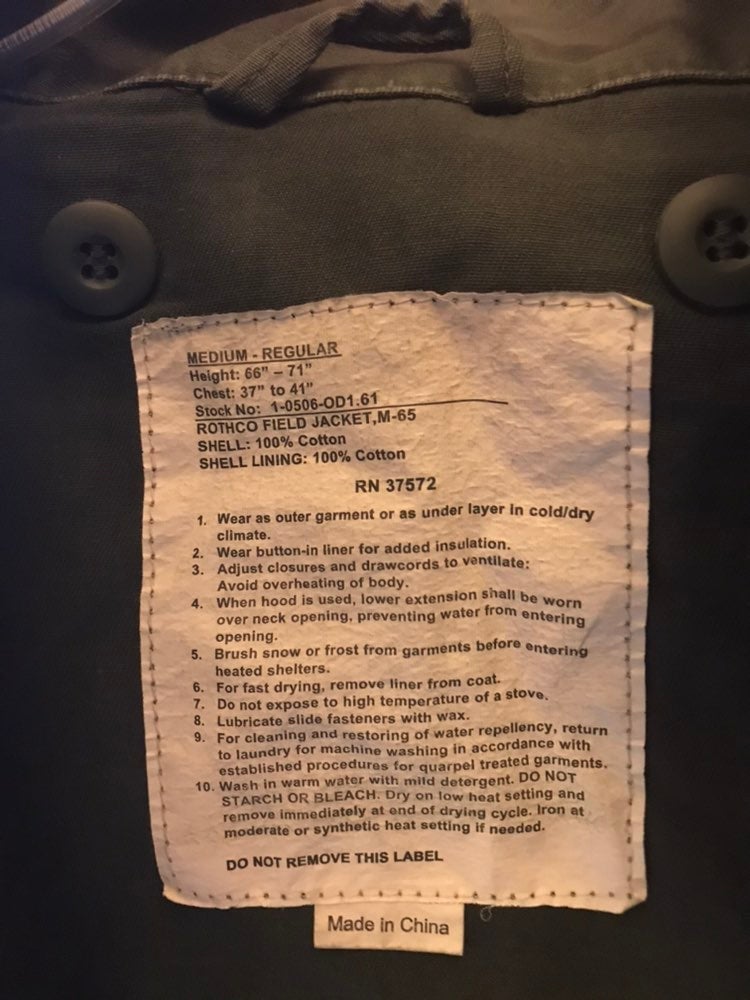 MEDIUM - REGULAR
Height: 66" – 71"
Chest: 37" to 41"
Stock No: 1-0506-OD1.61
ROTHCO FIELD JACKET,M-65
SHELL: 100% Cotton
SHELL LINING: 100% Cotton
RN 37572
1. Wear as outer garment or as under layer in cold/dry
climate.
2. Wear button-in liner for added insulation.
3. Adjust closures and drawcords to ventilate:
Avoid overheating of body.
4. When hood is used, lower extension shall be worn
over neck opening, preventing water from entering
opening.
5. Brush snow or frost from garments before entering
heated shelters.
6. For fast drying, remove liner from coat.
7. Do not expose to high temperature of a stove.
8. Lubricate slide fasteners with wax.
9. For cleaning and restoring of water repellency, return
to laundry for machine washing in accordance with
established procedures for quarpel treated garments.
10. Wash in warm water with mild detergent. DO NOT
STARCH OR BLEACH. Dry on low heat setting and
remove immediately at end of drying cycle. Iron at
moderate or synthetic heat setting if needed.
DO NOT REMOVE THIS LABEL
Made in China